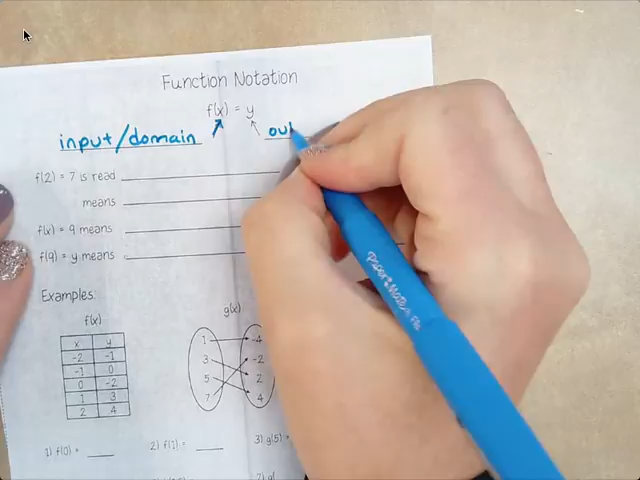 Function Notation
f(x) = y
input/domain
f(2) = 7 is read
means
f(x) = 9 means
f(9) = y means
Examples:
f(x)
g(x)
x y
-2 -1
-1 0
0 -2
1 3
2 4
1 -4
3 -2
5 2
7 4
1) f(0) = 2) f(1) = 3) g(5) =